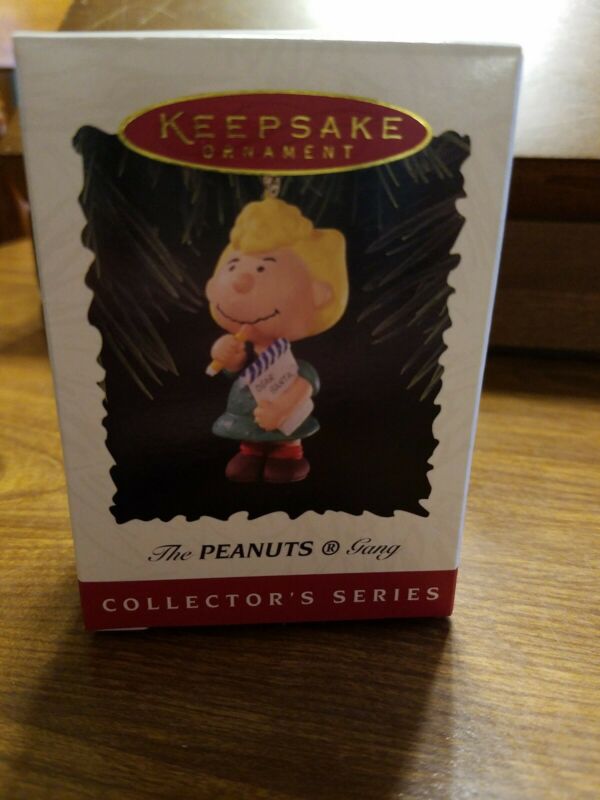 KEEPSAKE
ORNAMENT
DEAR
SANTA
The PEANUTS ® Gang
COLLECTOR'S SERIES